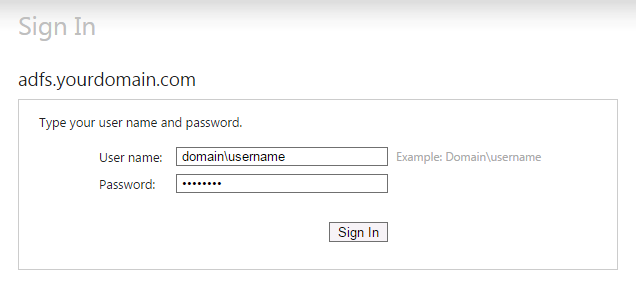 Sign In
adfs.yourdomain.com
Type your user name and password.
User name: domain\username Example: Domain\username
Password: ••••••••
Sign In